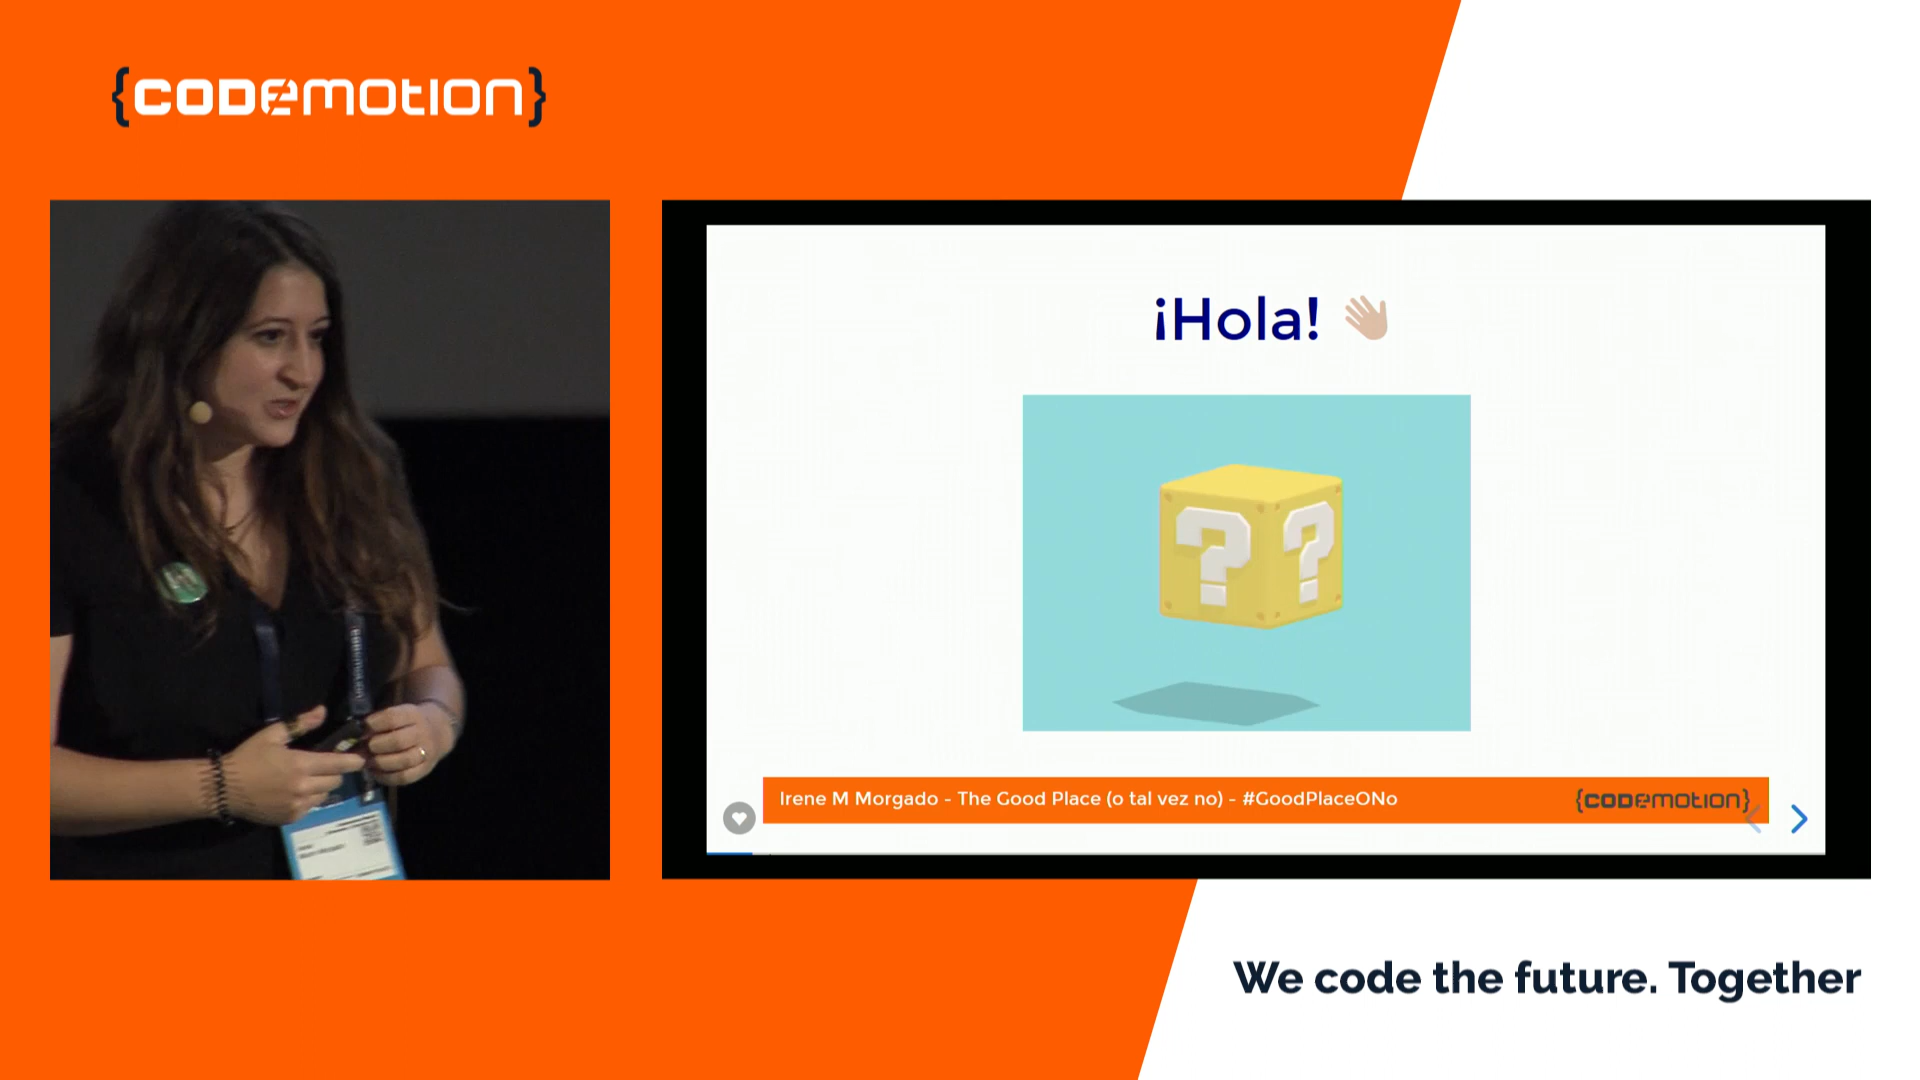 {CODEMOTION}
¡Hola! 👋🏼
? ?
Irene M Morgado - The Good Place (o tal vez no) - #GoodPlaceONo
{CODEMOTION}
We code the future. Together